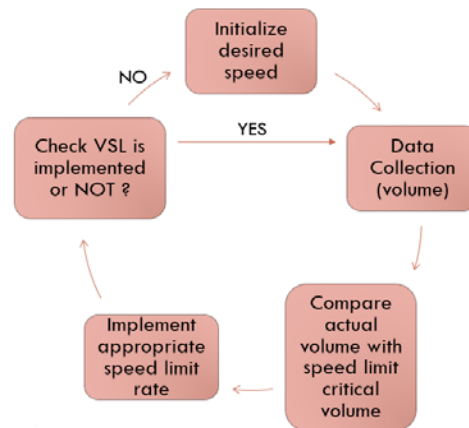 Initialize
desired
speed
NO
YES
Check VSL is
implemented
or NOT ?
Data
Collection
(volume)
Compare
actual
volume with
speed limit
critical
volume
Implement
appropriate
speed limit
rate